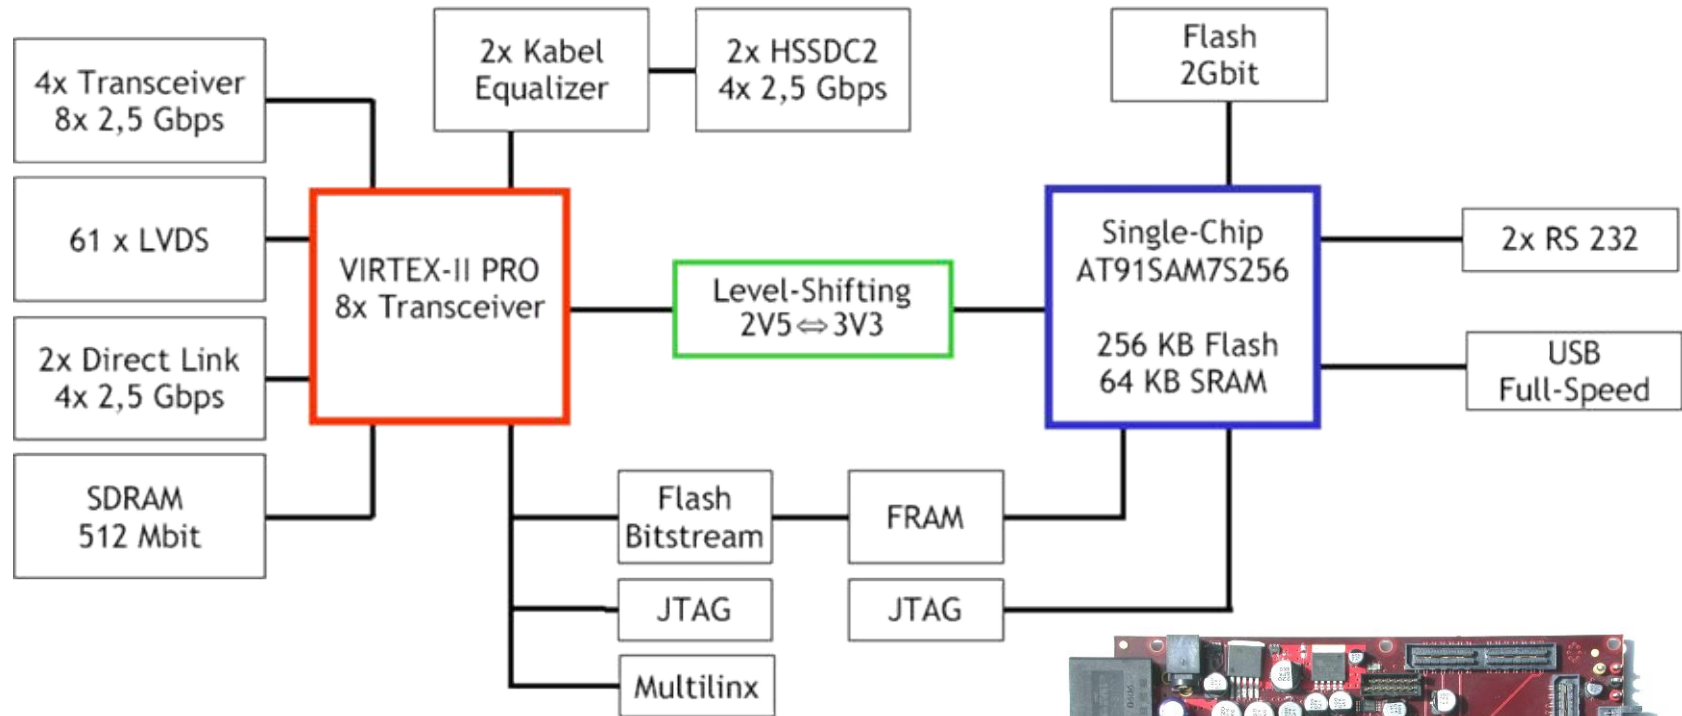 4x Transceiver
8x 2,5 Gbps
61 x LVDS
2x Direct Link
4x 2,5 Gbps
SDRAM
512 Mbit
2x Kabel
Equalizer
2x HSSDC2
4x 2,5 Gbps
VIRTEX-II PRO
8x Transceiver
Level-Shifting
2V5⇔3V3
Flash
2Gbit
Single-Chip
AT91SAM7S256
256 KB Flash
64 KB SRAM
2x RS 232
USB
Full-Speed
Flash
Bitstream
FRAM
JTAG
JTAG
Multilinx